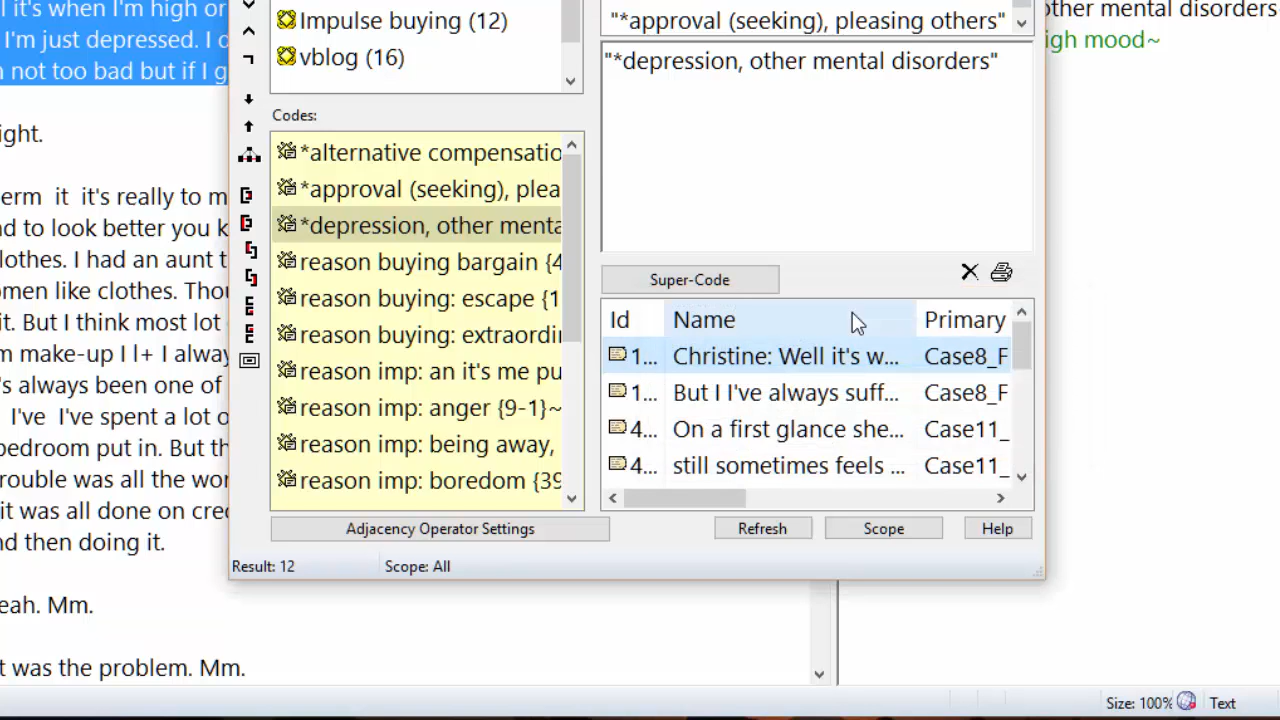 l it's when I'm high or
I'm just depressed. I d
n not too bad but if I g
ight.
erm it it's really to m
nd to look better you k
lothes. I had an aunt t
omen like clothes. Thou
it. But I think most lot
m make-up I l+ I alway
's always been one of
I've I've spent a lot o
bedroom put in. But th
rouble was all the wor
it was all done on cred
nd then doing it.
eah. Mm.
t was the problem. Mm.
Impulse buying (12)
vblog (16)
Codes:
*alternative compensatio
*approval (seeking), plea
*depression, other menta
reason buying bargain {4
reason buying: escape {1
reason buying: extraordin
reason imp: an it's me pu
reason imp: anger {9-1}~
reason imp: being away,
reason imp: boredom {39
Adjacency Operator Settings
Result: 12
Scope: All
"*approval (seeking), pleasing others"
"*depression, other mental disorders"
Super-Code
Id Name Primary
1... Christine: Well it's w... Case8_F
1... But I I've always suff... Case8_F
4... On a first glance she... Case11_
4... still sometimes feels ... Case11_
Refresh
Scope
Help
other mental disorders
igh mood~
Size: 100%
Text